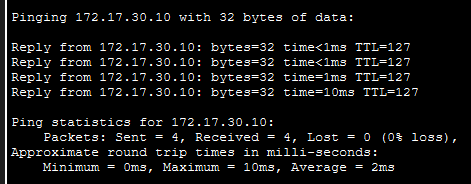 Pinging 172.17.30.10 with 32 bytes of data:
Reply from 172.17.30.10: bytes=32 time<1ms TTL=127
Reply from 172.17.30.10: bytes=32 time<1ms TTL=127
Reply from 172.17.30.10: bytes=32 time=1ms TTL=127
Reply from 172.17.30.10: bytes=32 time=10ms TTL=127
Ping statistics for 172.17.30.10:
Packets: Sent = 4, Received = 4, Lost = 0 (0% loss),
Approximate round trip times in milli-seconds:
Minimum = 0ms, Maximum = 10ms, Average = 2ms